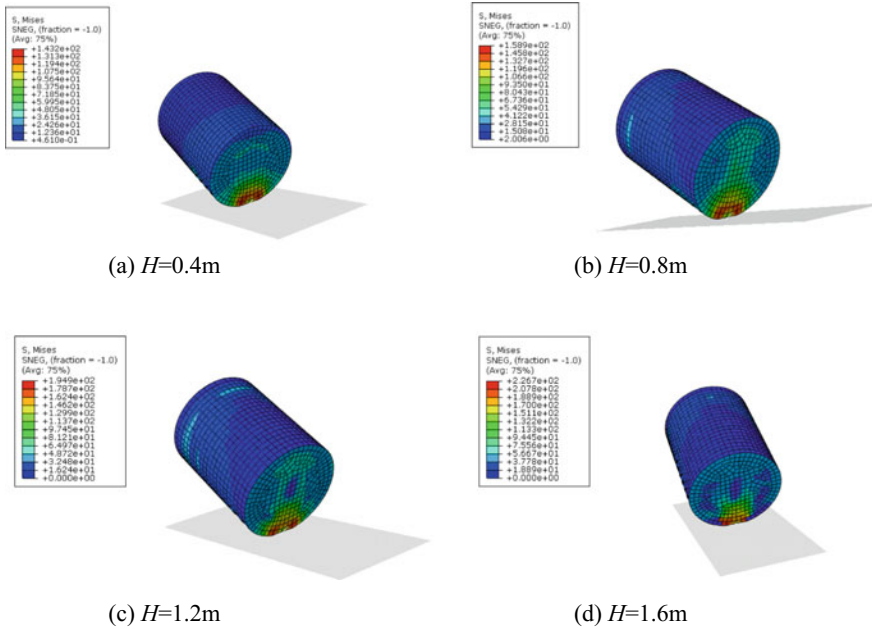 S, Mises
SNEG, (fraction = -1.0)
(Avg: 75%)
+1.432e+02
+1.313e+02
+1.194e+02
+1.075e+02
+9.564e+01
+8.375e+01
+7.185e+01
+5.995e+01
+4.805e+01
+3.615e+01
+2.426e+01
+1.236e+01
+4.610e-01
(a) H=0.4m
S, Mises
SNEG, (fraction = -1.0)
(Avg: 75%)
+1.589e+02
+1.458e+02
+1.327e+02
+1.196e+02
+1.066e+02
+9.350e+01
+8.043e+01
+6.736e+01
+5.429e+01
+4.122e+01
+2.815e+01
+1.508e+01
+2.006e+00
(b) H=0.8m
S, Mises
SNEG, (fraction = -1.0)
(Avg: 75%)
+1.949e+02
+1.787e+02
+1.624e+02
+1.462e+02
+1.299e+02
+1.137e+02
+9.745e+01
+8.121e+01
+6.497e+01
+4.872e+01
+3.248e+01
+1.624e+01
+0.000e+00
(c) H=1.2m
S, Mises
SNEG, (fraction = -1.0)
(Avg: 75%)
+2.267e+02
+2.078e+02
+1.889e+02
+1.700e+02
+1.511e+02
+1.322e+02
+1.133e+02
+9.445e+01
+7.556e+01
+5.667e+01
+3.778e+01
+1.889e+01
+0.000e+00
(d) H=1.6m